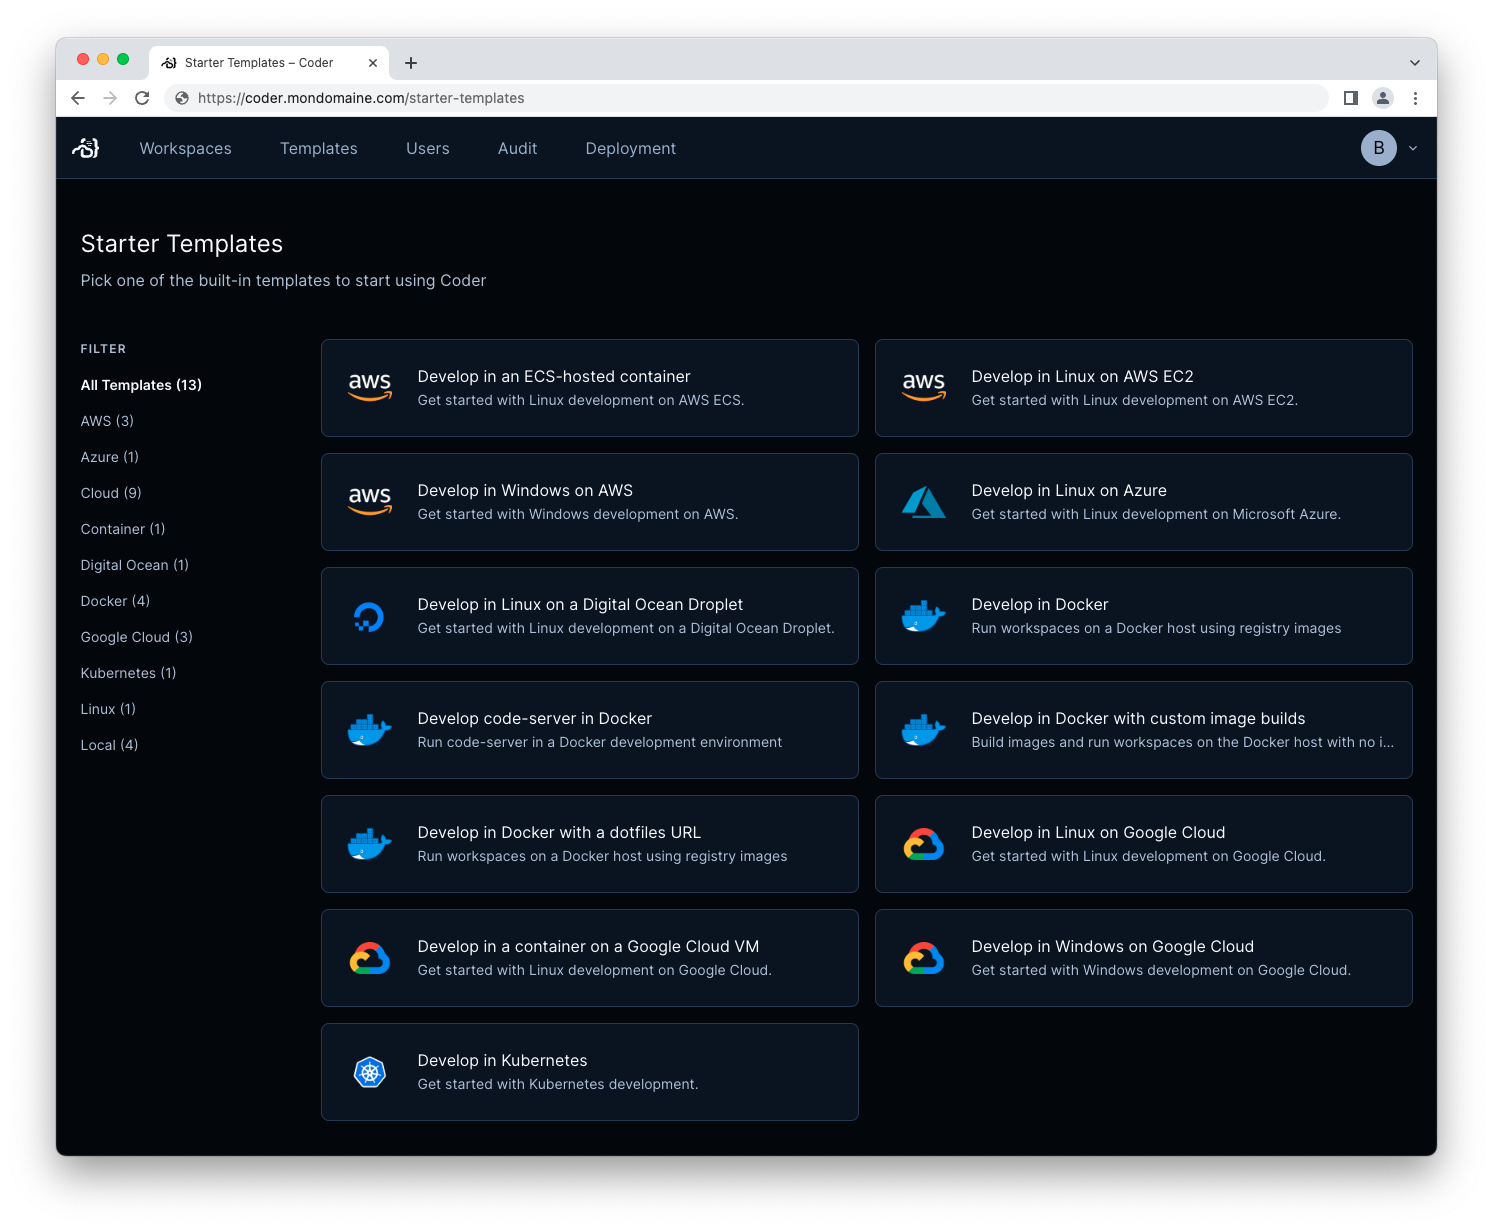 Starter Templates – Coder
https://coder.mondomaine.com/starter-templates
Workspaces Templates Users Audit Deployment B
Starter Templates
Pick one of the built-in templates to start using Coder
FILTER
All Templates (13)
AWS (3)
Azure (1)
Cloud (9)
Container (1)
Digital Ocean (1)
Docker (4)
Google Cloud (3)
Kubernetes (1)
Linux (1)
Local (4)
aws
Develop in an ECS-hosted container
Get started with Linux development on AWS ECS.
aws
Develop in Linux on AWS EC2
Get started with Linux development on AWS EC2.
aws
Develop in Windows on AWS
Get started with Windows development on AWS.
Develop in Linux on Azure
Get started with Linux development on Microsoft Azure.
Develop in Linux on a Digital Ocean Droplet
Get started with Linux development on a Digital Ocean Droplet.
Develop in Docker
Run workspaces on a Docker host using registry images
Develop code-server in Docker
Run code-server in a Docker development environment
Develop in Docker with custom image builds
Build images and run workspaces on the Docker host with no i...
Develop in Docker with a dotfiles URL
Run workspaces on a Docker host using registry images
Develop in Linux on Google Cloud
Get started with Linux development on Google Cloud.
Develop in a container on a Google Cloud VM
Get started with Linux development on Google Cloud.
Develop in Windows on Google Cloud
Get started with Windows development on Google Cloud.
Develop in Kubernetes
Get started with Kubernetes development.